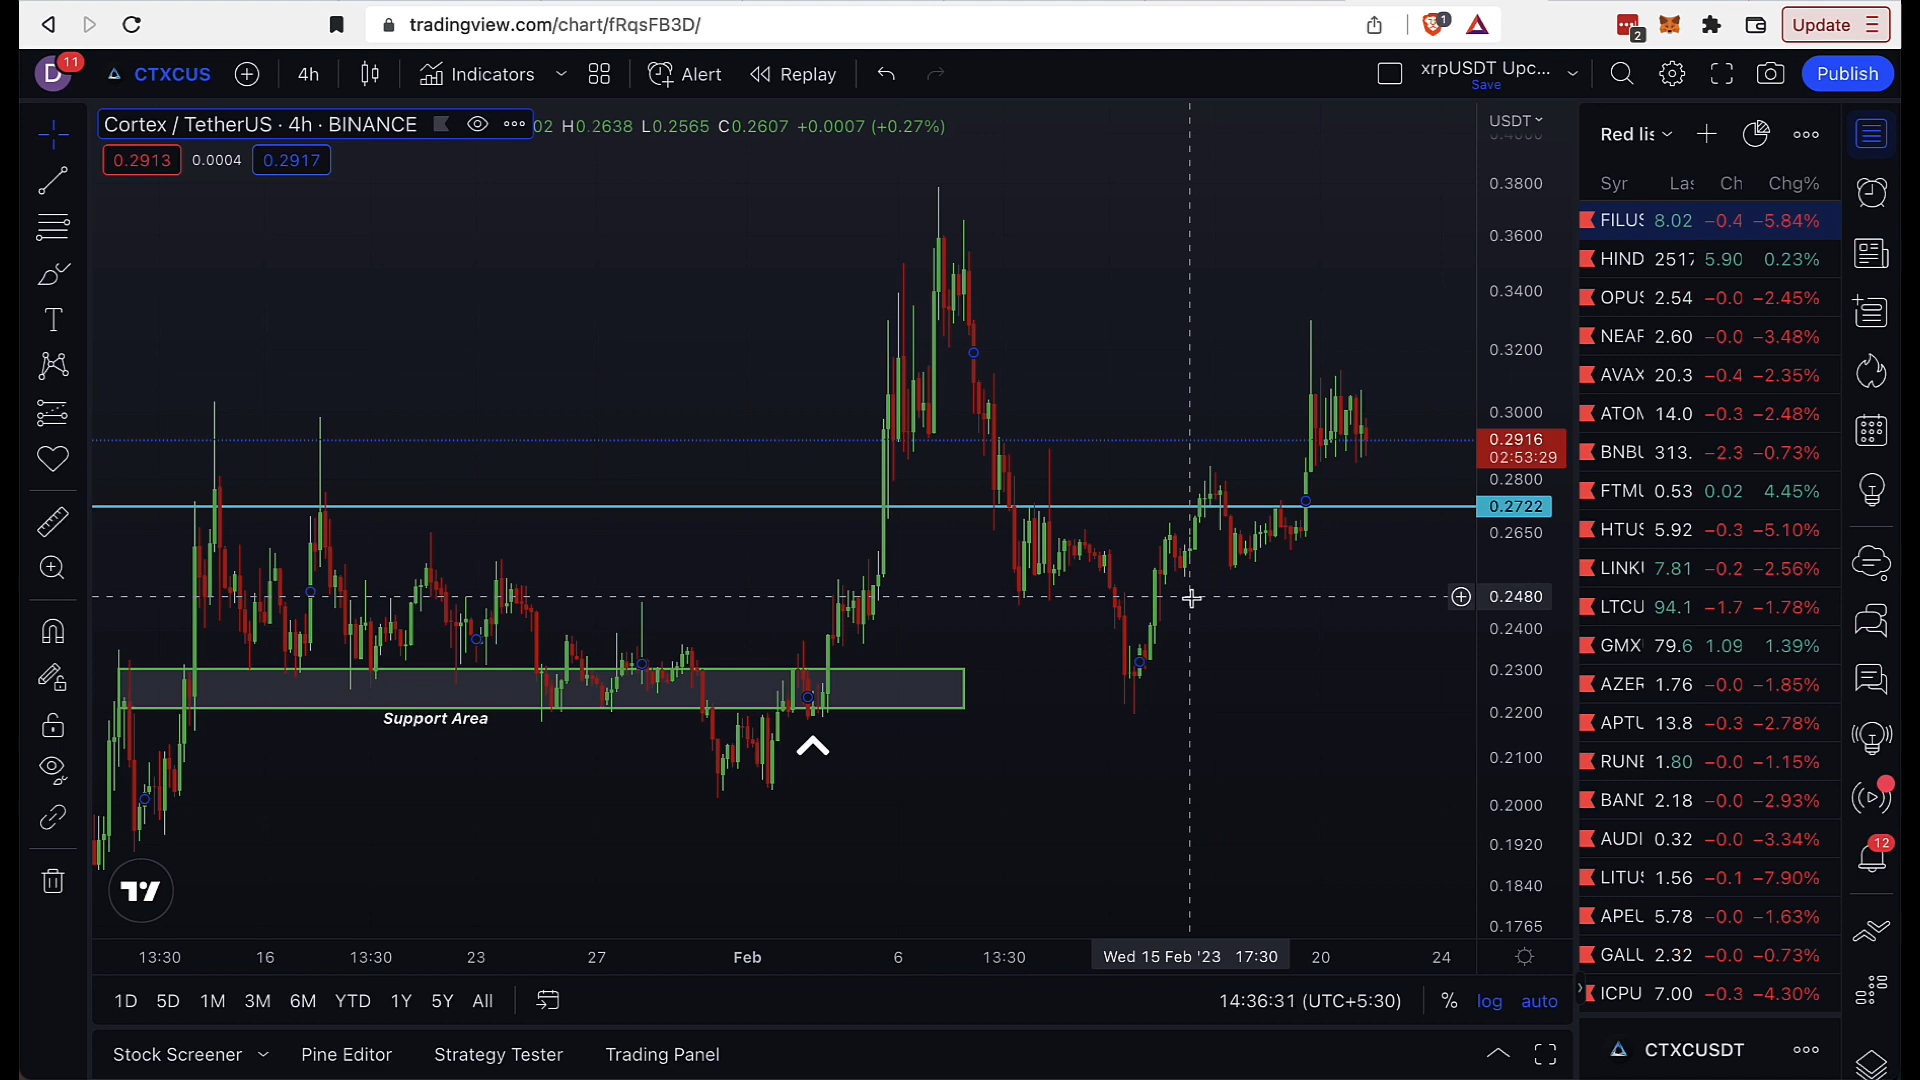 tradingview.com/chart/fRqsFB3D/
1
2
Update
D
11
CTXCUS
4h
Indicators
Alert
Replay
xrpUSDT Upc...
Save
Publish
Cortex / TetherUS · 4h · BINANCE
02 H0.2638 L0.2565 C0.2607 +0.0007 (+0.27%)
0.2913
0.0004
0.2917
USDT
0.4000
0.3800
0.3600
0.3400
0.3200
0.3000
0.2916
02:53:29
0.2800
0.2722
0.2650
0.2480
0.2400
0.2300
0.2200
0.2100
0.2000
0.1920
0.1840
0.1765
Support Area
13:30
16
13:30
23
27
Feb
6
13:30
Wed 15 Feb '23 17:30
20
24
1D
5D
1M
3M
6M
YTD
1Y
5Y
All
14:36:31 (UTC+5:30)
%
log
auto
Stock Screener
Pine Editor
Strategy Tester
Trading Panel
Red lis
Syr Las Ch Chg%
FILUS 8.02 −0.4 −5.84%
HIND 2517 5.90 0.23%
OPUS 2.54 −0.0 −2.45%
NEAR 2.60 −0.0 −3.48%
AVAX 20.3 −0.4 −2.35%
ATOM 14.0 −0.3 −2.48%
BNBU 313. −2.3 −0.73%
FTMU 0.53 0.02 4.45%
HTUS 5.92 −0.3 −5.10%
LINKU 7.81 −0.2 −2.56%
LTCU 94.1 −1.7 −1.78%
GMXU 79.6 1.09 1.39%
AZER 1.76 −0.0 −1.85%
APTU 13.8 −0.3 −2.78%
RUNE 1.80 −0.0 −1.15%
BAND 2.18 −0.0 −2.93%
AUDI 0.32 −0.0 −3.34%
LITUS 1.56 −0.1 −7.90%
APEU 5.78 −0.0 −1.63%
GALU 2.32 −0.0 −0.73%
ICPU 7.00 −0.3 −4.30%
CTXCUSDT
12